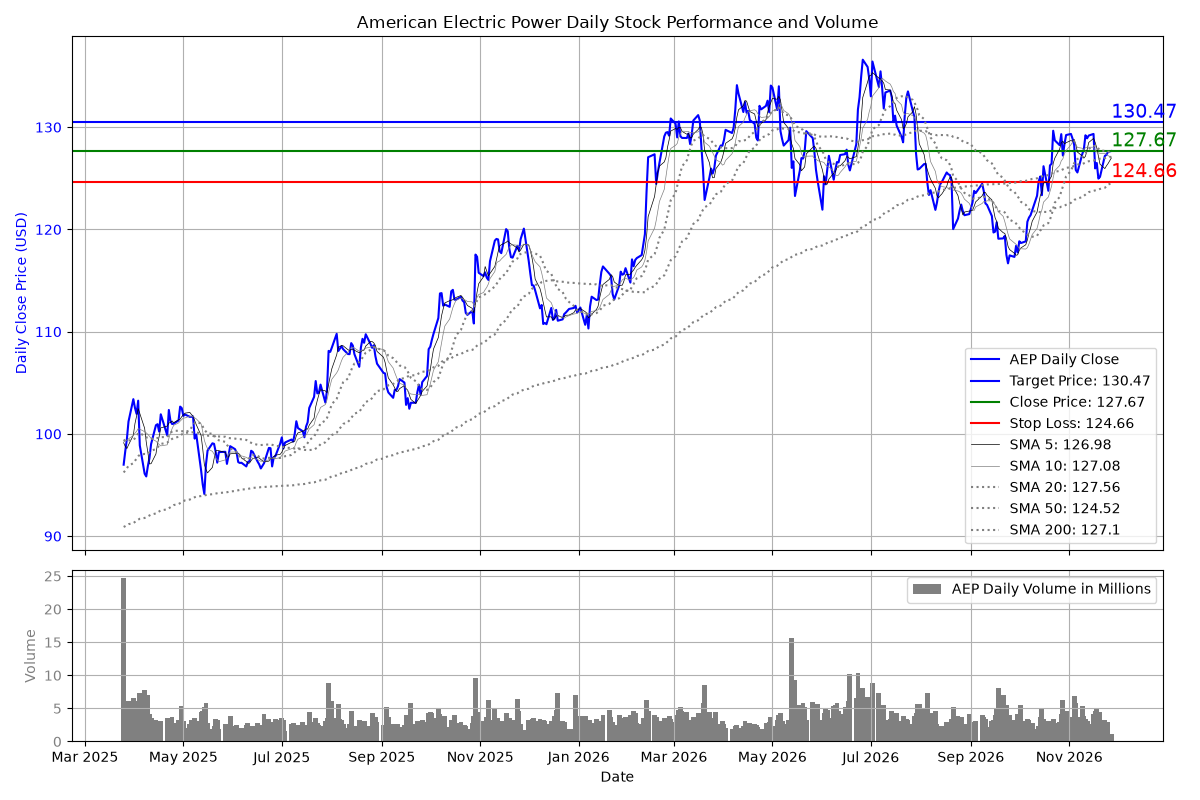 American Electric Power Daily Stock Performance and Volume
Daily Close Price (USD)
130
120
110
100
90
130.47
127.67
124.66
AEP Daily Close
Target Price: 130.47
Close Price: 127.67
Stop Loss: 124.66
SMA 5: 126.98
SMA 10: 127.08
SMA 20: 127.56
SMA 50: 124.52
SMA 200: 127.1
Volume
25
20
15
10
5
0
AEP Daily Volume in Millions
Mar 2025
May 2025
Jul 2025
Sep 2025
Nov 2025
Jan 2026
Mar 2026
May 2026
Jul 2026
Sep 2026
Nov 2026
Date